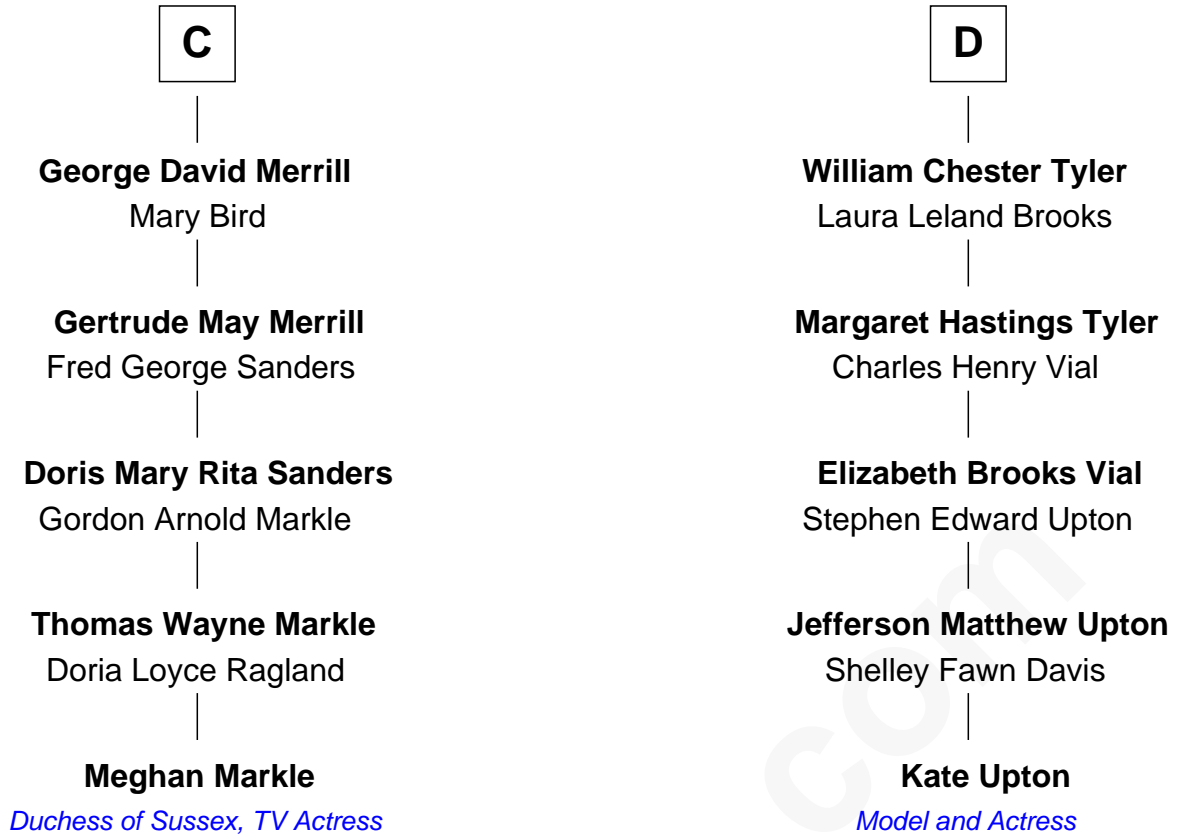 C
George David Merrill
Mary Bird
Gertrude May Merrill
Fred George Sanders
Doris Mary Rita Sanders
Gordon Arnold Markle
Thomas Wayne Markle
Doria Loyce Ragland
Meghan Markle
Duchess of Sussex, TV Actress
D
William Chester Tyler
Laura Leland Brooks
Margaret Hastings Tyler
Charles Henry Vial
Elizabeth Brooks Vial
Stephen Edward Upton
Jefferson Matthew Upton
Shelley Fawn Davis
Kate Upton
Model and Actress
com